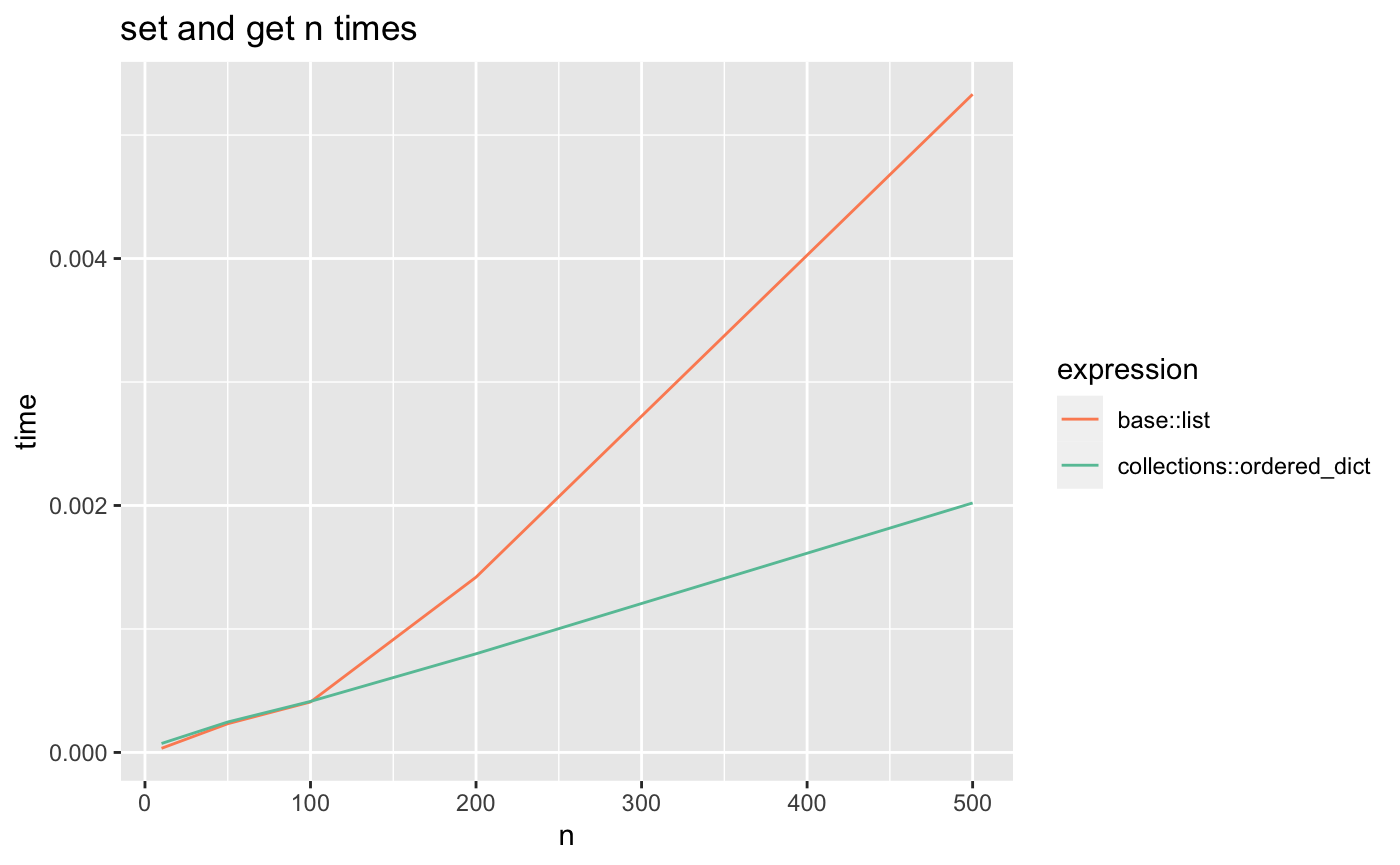 set and get n times
time
0.004
0.002
0.000
0
100
200
300
400
500
n
expression
base::list
collections::ordered_dict